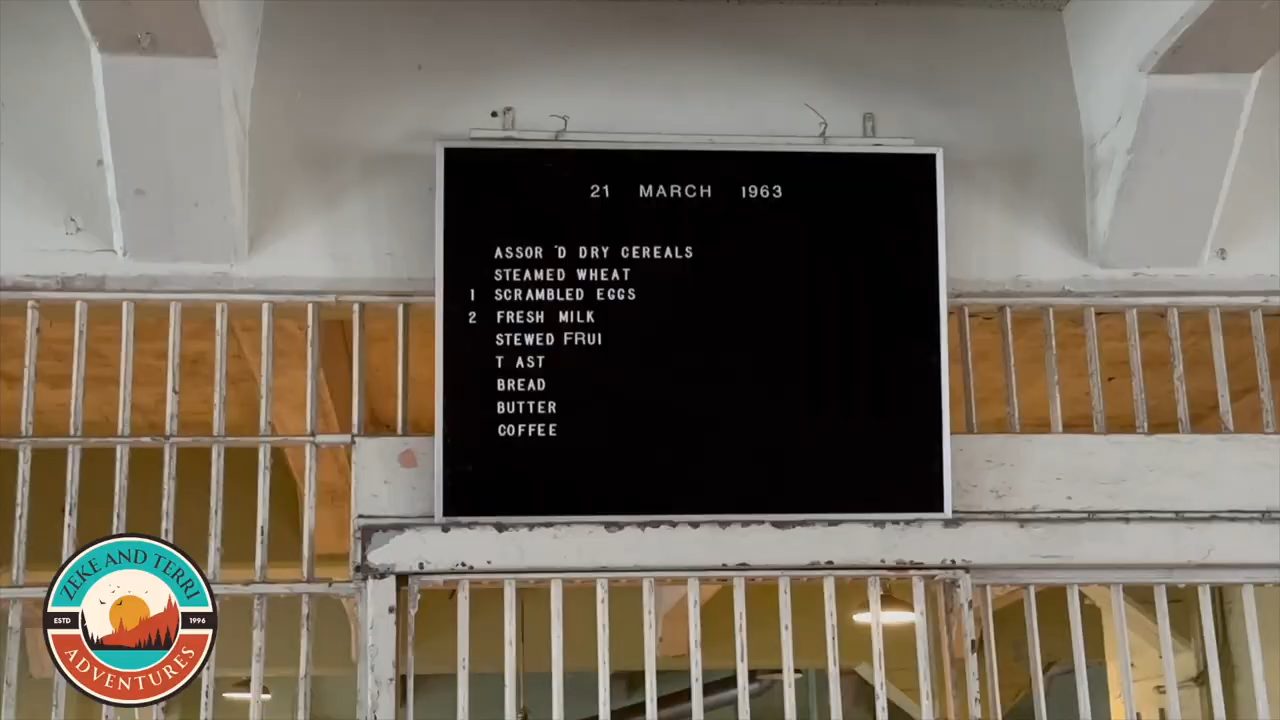 21 MARCH 1963
ASSOR 'D DRY CEREALS
STEAMED WHEAT
1 SCRAMBLED EGGS
2 FRESH MILK
STEWED FRUI
T AST
BREAD
BUTTER
COFFEE
ZEKE AND TERRI
ESTD 1996
ADVENTURES